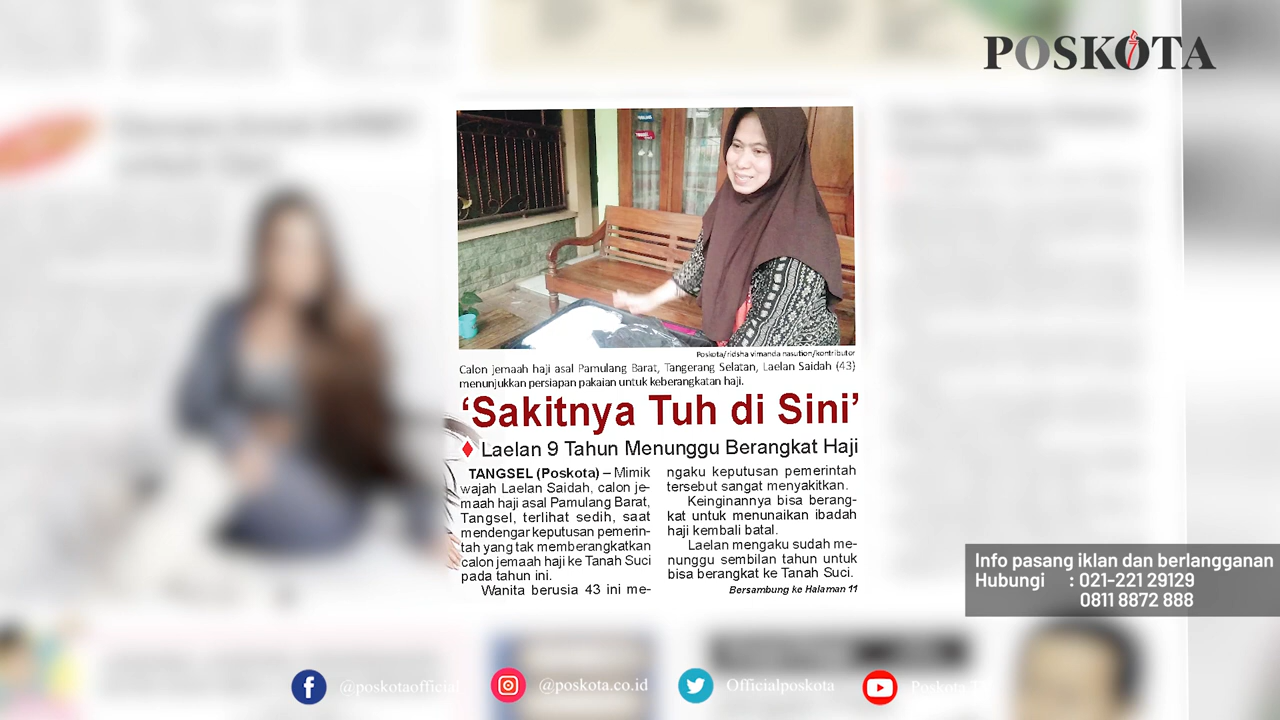 POSKOTA
Poskota/ridsha vimanda nasution/kontributor
Calon jemaah haji asal Pamulang Barat, Tangerang Selatan, Laelan Saidah (43)
menunjukkan persiapan pakaian untuk keberangkatan haji.
‘Sakitnya Tuh di Sini’
♦ Laelan 9 Tahun Menunggu Berangkat Haji
TANGSEL (Poskota) – Mimik
wajah Laelan Saidah, calon je-
maah haji asal Pamulang Barat,
Tangsel, terlihat sedih, saat
mendengar keputusan pemerin-
tah yang tak memberangkatkan
calon jemaah haji ke Tanah Suci
pada tahun ini.
Wanita berusia 43 ini me-
ngaku keputusan pemerintah
tersebut sangat menyakitkan.
Keinginannya bisa berang-
kat untuk menunaikan ibadah
haji kembali batal.
Laelan mengaku sudah me-
nunggu sembilan tahun untuk
bisa berangkat ke Tanah Suci.
Bersambung ke Halaman 11
Info pasang iklan dan berlangganan
Hubungi : 021-221 29129
0811 8872 888
@poskotaofficial
@poskota.co.id
Officialposkota
Poskota